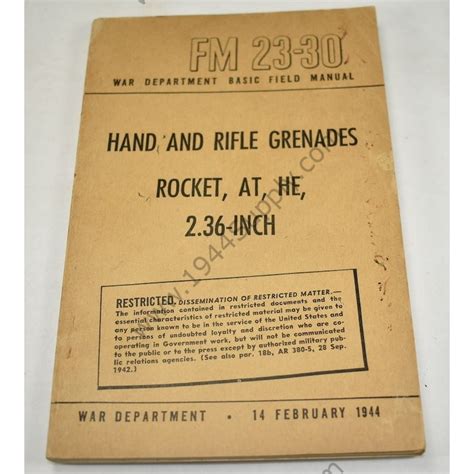 FM 23-30
WAR DEPARTMENT BASIC FIELD MANUAL
HAND AND RIFLE GRENADES
ROCKET, AT, HE,
2.36-INCH
RESTRICTED. DISSEMINATION OF RESTRICTED MATTER.—
The information contained in restricted documents and the
essential characteristics of restricted material may be given to
any person known to be in the service of the United States and
to persons of undoubted loyalty and discretion who are co-
operating in Government work, but will not be communicated
to the public or to the press except by authorized military pub-
lic relations agencies. (See also par. 18b, AR 380-5, 28 Sep.
1942.)
WAR DEPARTMENT • 14 FEBRUARY 1944
www.1944supply.com